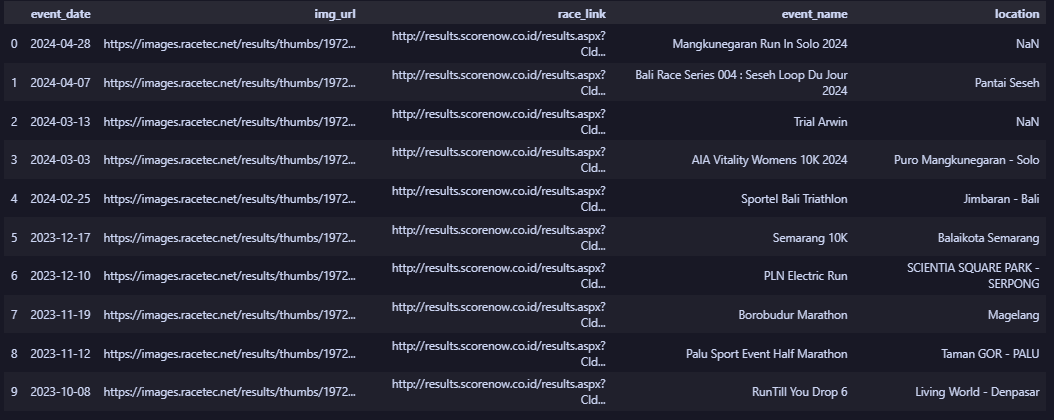 event_date img_url race_link event_name location
0 2024-04-28 https://images.racetec.net/results/thumbs/1972... http://results.scorenow.co.id/results.aspx?CId... Mangkunegaran Run In Solo 2024 NaN
1 2024-04-07 https://images.racetec.net/results/thumbs/1972... http://results.scorenow.co.id/results.aspx?CId... Bali Race Series 004 : Seseh Loop Du Jour 2024 Pantai Seseh
2 2024-03-13 https://images.racetec.net/results/thumbs/1972... http://results.scorenow.co.id/results.aspx?CId... Trial Arwin NaN
3 2024-03-03 https://images.racetec.net/results/thumbs/1972... http://results.scorenow.co.id/results.aspx?CId... AIA Vitality Womens 10K 2024 Puro Mangkunegaran - Solo
4 2024-02-25 https://images.racetec.net/results/thumbs/1972... http://results.scorenow.co.id/results.aspx?CId... Sportel Bali Triathlon Jimbaran - Bali
5 2023-12-17 https://images.racetec.net/results/thumbs/1972... http://results.scorenow.co.id/results.aspx?CId... Semarang 10K Balaikota Semarang
6 2023-12-10 https://images.racetec.net/results/thumbs/1972... http://results.scorenow.co.id/results.aspx?CId... PLN Electric Run SCIENTIA SQUARE PARK - SERPONG
7 2023-11-19 https://images.racetec.net/results/thumbs/1972... http://results.scorenow.co.id/results.aspx?CId... Borobudur Marathon Magelang
8 2023-11-12 https://images.racetec.net/results/thumbs/1972... http://results.scorenow.co.id/results.aspx?CId... Palu Sport Event Half Marathon Taman GOR - PALU
9 2023-10-08 https://images.racetec.net/results/thumbs/1972... http://results.scorenow.co.id/results.aspx?CId... RunTill You Drop 6 Living World - Denpasar